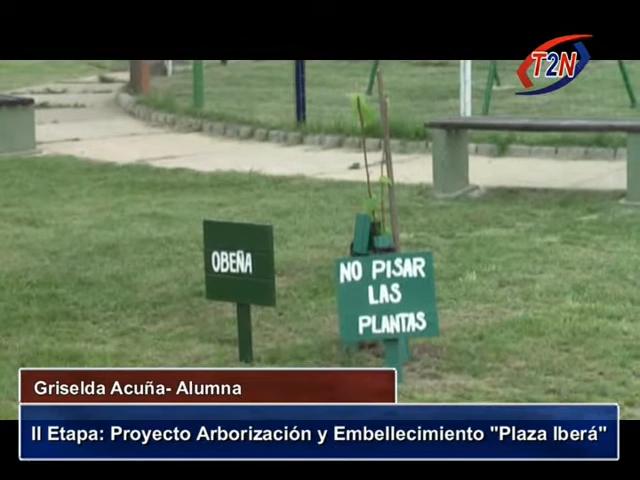 T2N
OBEÑA
NO PISAR
LAS
PLANTAS
Griselda Acuña- Alumna
II Etapa: Proyecto Arborización y Embellecimiento "Plaza Iberá"